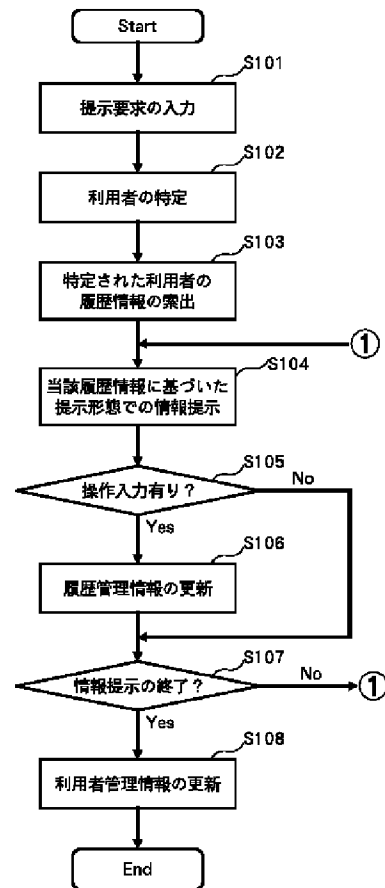 Start
S101
提示要求の入力
S102
利用者の特定
S103
特定された利用者の
履歴情報の索出
①
S104
当該履歴情報に基づいた
提示形態での情報提示
S105
操作入力有り？
No
Yes
S106
履歴管理情報の更新
S107
情報提示の終了？
No
①
Yes
S108
利用者管理情報の更新
End